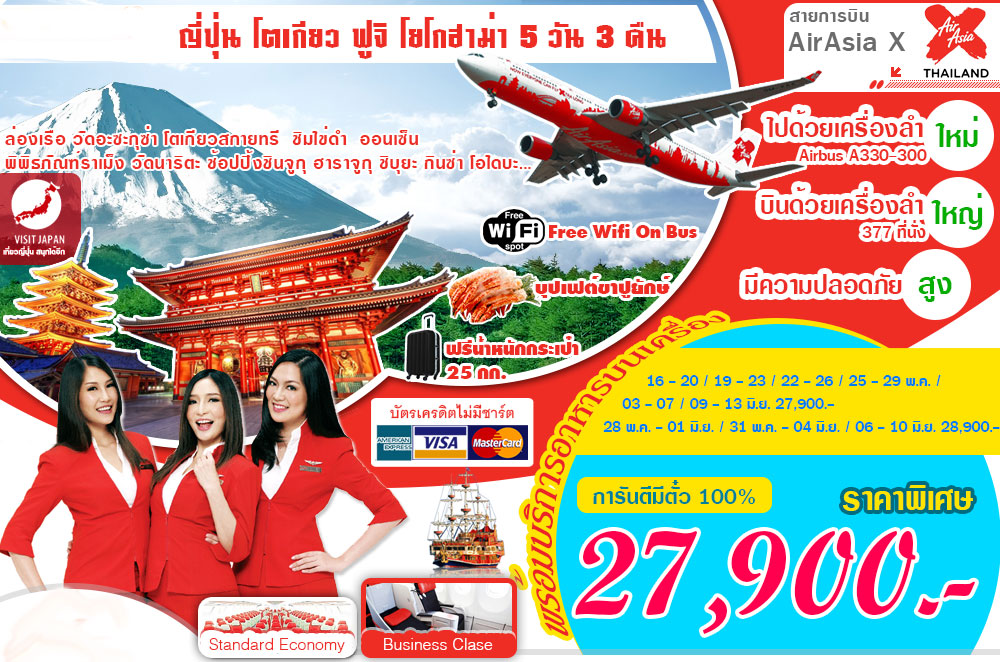 ญี่ปุ่น โตเกียว ฟูจิ โยโกฮาม่า 5 วัน 3 คืน
สายการบิน
AirAsia X
Air Asia
THAILAND
ล่องเรือ วัดอะซะกุซ่า โตเกียวสกายทรี ชิมไข่ดำ ออนเซ็น
พิพิธภัณฑ์ราเม็ง วัดนาริตะ ช้อปปิ้งชินจูกุ ฮาราจูกุ ชิบุยะ กินซ่า โอไดบะ...
ไปด้วยเครื่องลำ ใหม่
Airbus A330-300
บินด้วยเครื่องลำ ใหญ่
377 ที่นั่ง
มีความปลอดภัย สูง
VISIT JAPAN
เที่ยวญี่ปุ่น สนุกได้อีก
Free
WiFi
spot
Free Wifi On Bus
บุปเฟต์ขาปูยักษ์
ฟรีน้ำหนักกระเป๋า
25 กก.
บัตรเครดิตไม่มีชาร์ต
AMERICAN EXPRESS
VISA
MasterCard
พร้อมบริการอาหารบนเครื่อง
16 – 20 / 19 – 23 / 22 – 26 / 25 – 29 พ.ค. /
03 – 07 / 09 – 13 มิ.ย. 27,900.-
28 พ.ค. – 01 มิ.ย. / 31 พ.ค. – 04 มิ.ย. / 06 – 10 มิ.ย. 28,900.-
การันตีมีตั๋ว 100%
ราคาพิเศษ
27,900.-
Standard Economy
Business Clase